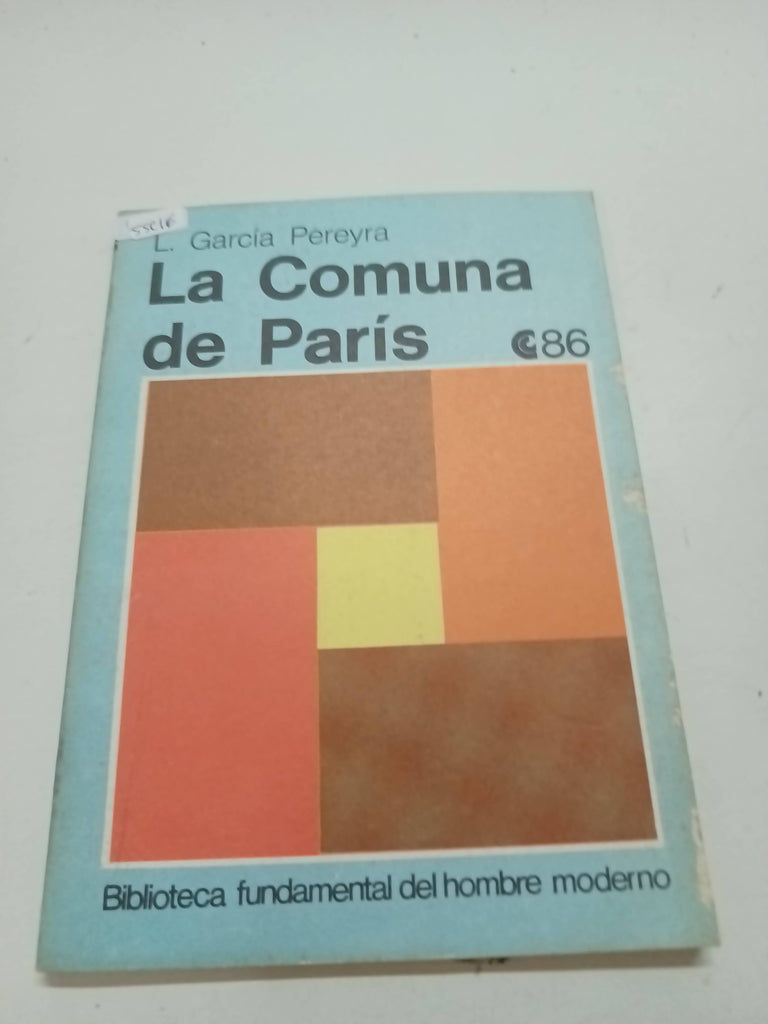 L. García Pereyra
La Comuna
de París
86
Biblioteca fundamental del hombre moderno